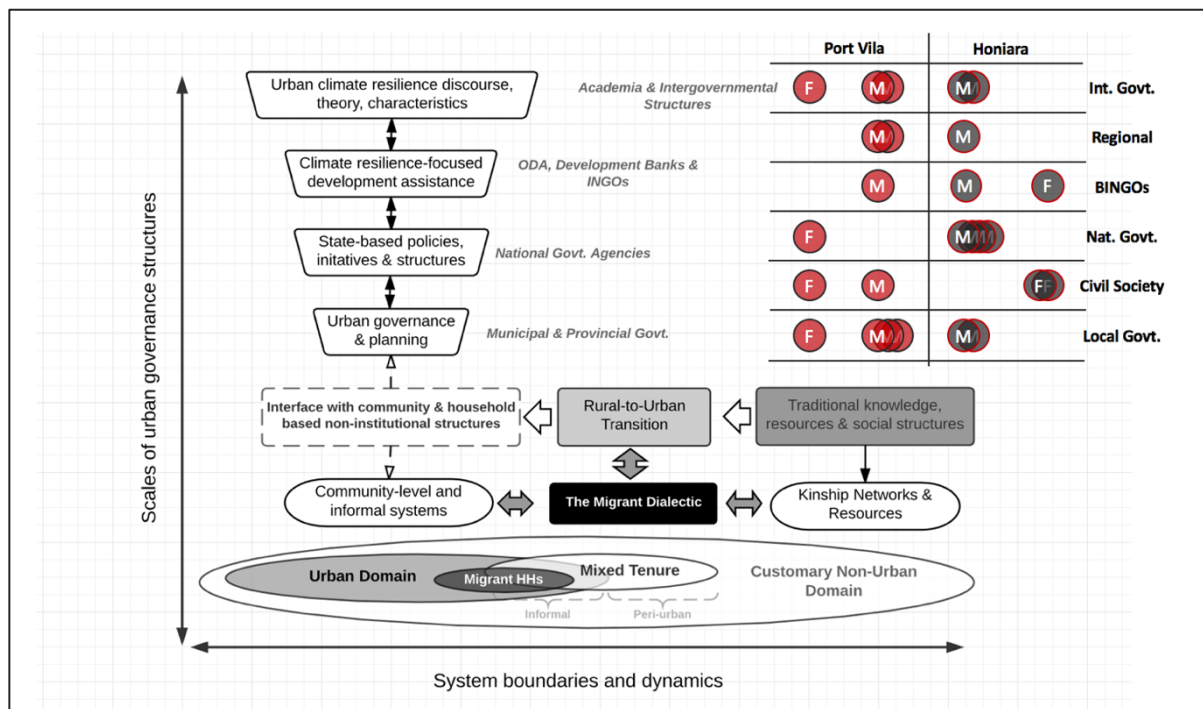 Port Vila
Honiara
Urban climate resilience discourse,
theory, characteristics
Academia & Intergovernmental
Structures
F
M
M
Int. Govt.
M
M
Regional
Climate resilience-focused
development assistance
ODA, Development Banks &
INGOs
M
M
F
BINGOs
State-based policies,
initatives & structures
National Govt. Agencies
F
M
Nat. Govt.
F
M
F
Civil Society
Urban governance
& planning
Municipal & Provincial Govt.
F
M
M
Local Govt.
Interface with community & household
based non-institutional structures
Rural-to-Urban
Transition
Traditional knowledge,
resources & social structures
Community-level and
informal systems
The Migrant Dialectic
Kinship Networks &
Resources
Urban Domain
Migrant HHs
Mixed Tenure
Customary Non-Urban
Domain
Informal
Peri-urban
Scales of urban governance structures
System boundaries and dynamics